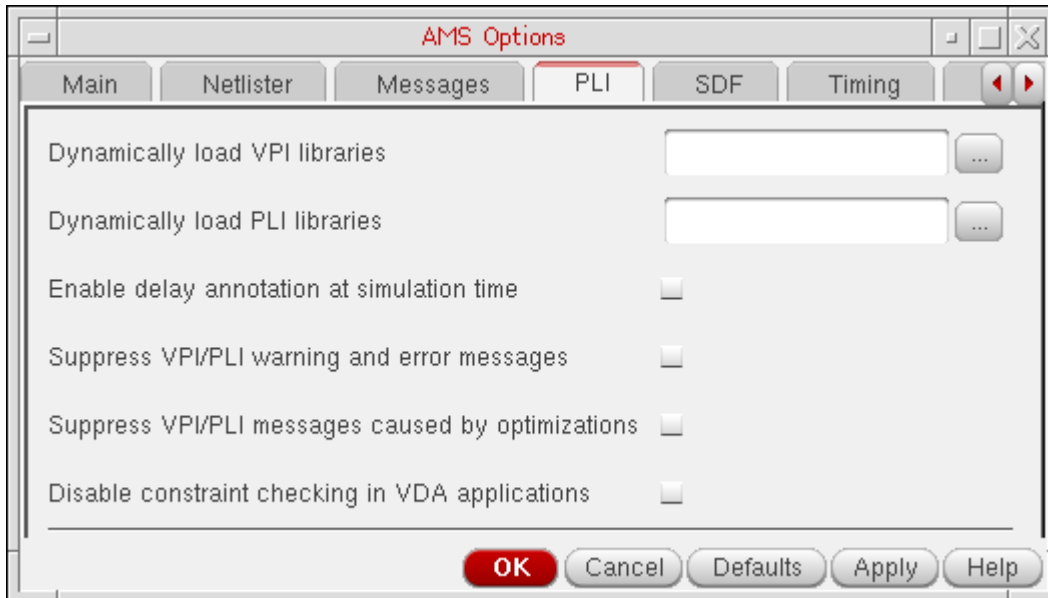 AMS Options
Main Netlister Messages PLI SDF Timing
Dynamically load VPI libraries ...
Dynamically load PLI libraries ...
Enable delay annotation at simulation time
Suppress VPI/PLI warning and error messages
Suppress VPI/PLI messages caused by optimizations
Disable constraint checking in VDA applications
OK Cancel Defaults Apply Help